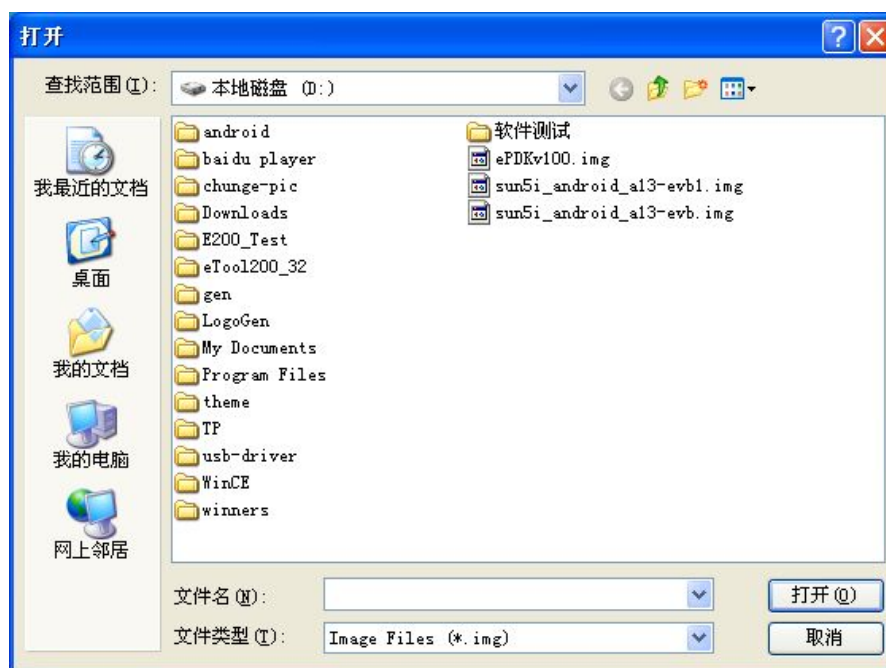 打开
查找范围(I):
本地磁盘 (D:)
我最近的文档
桌面
我的文档
我的电脑
网上邻居
android
baidu player
chunge-pic
Downloads
E200_Test
eTool200_32
gen
LogoGen
My Documents
Program Files
theme
TP
usb-driver
WinCE
winners
软件测试
ePDKv100.img
sun5i_android_a13-evb1.img
sun5i_android_a13-evb.img
文件名(N):
打开(O)
文件类型(T):
Image Files (*.img)
取消